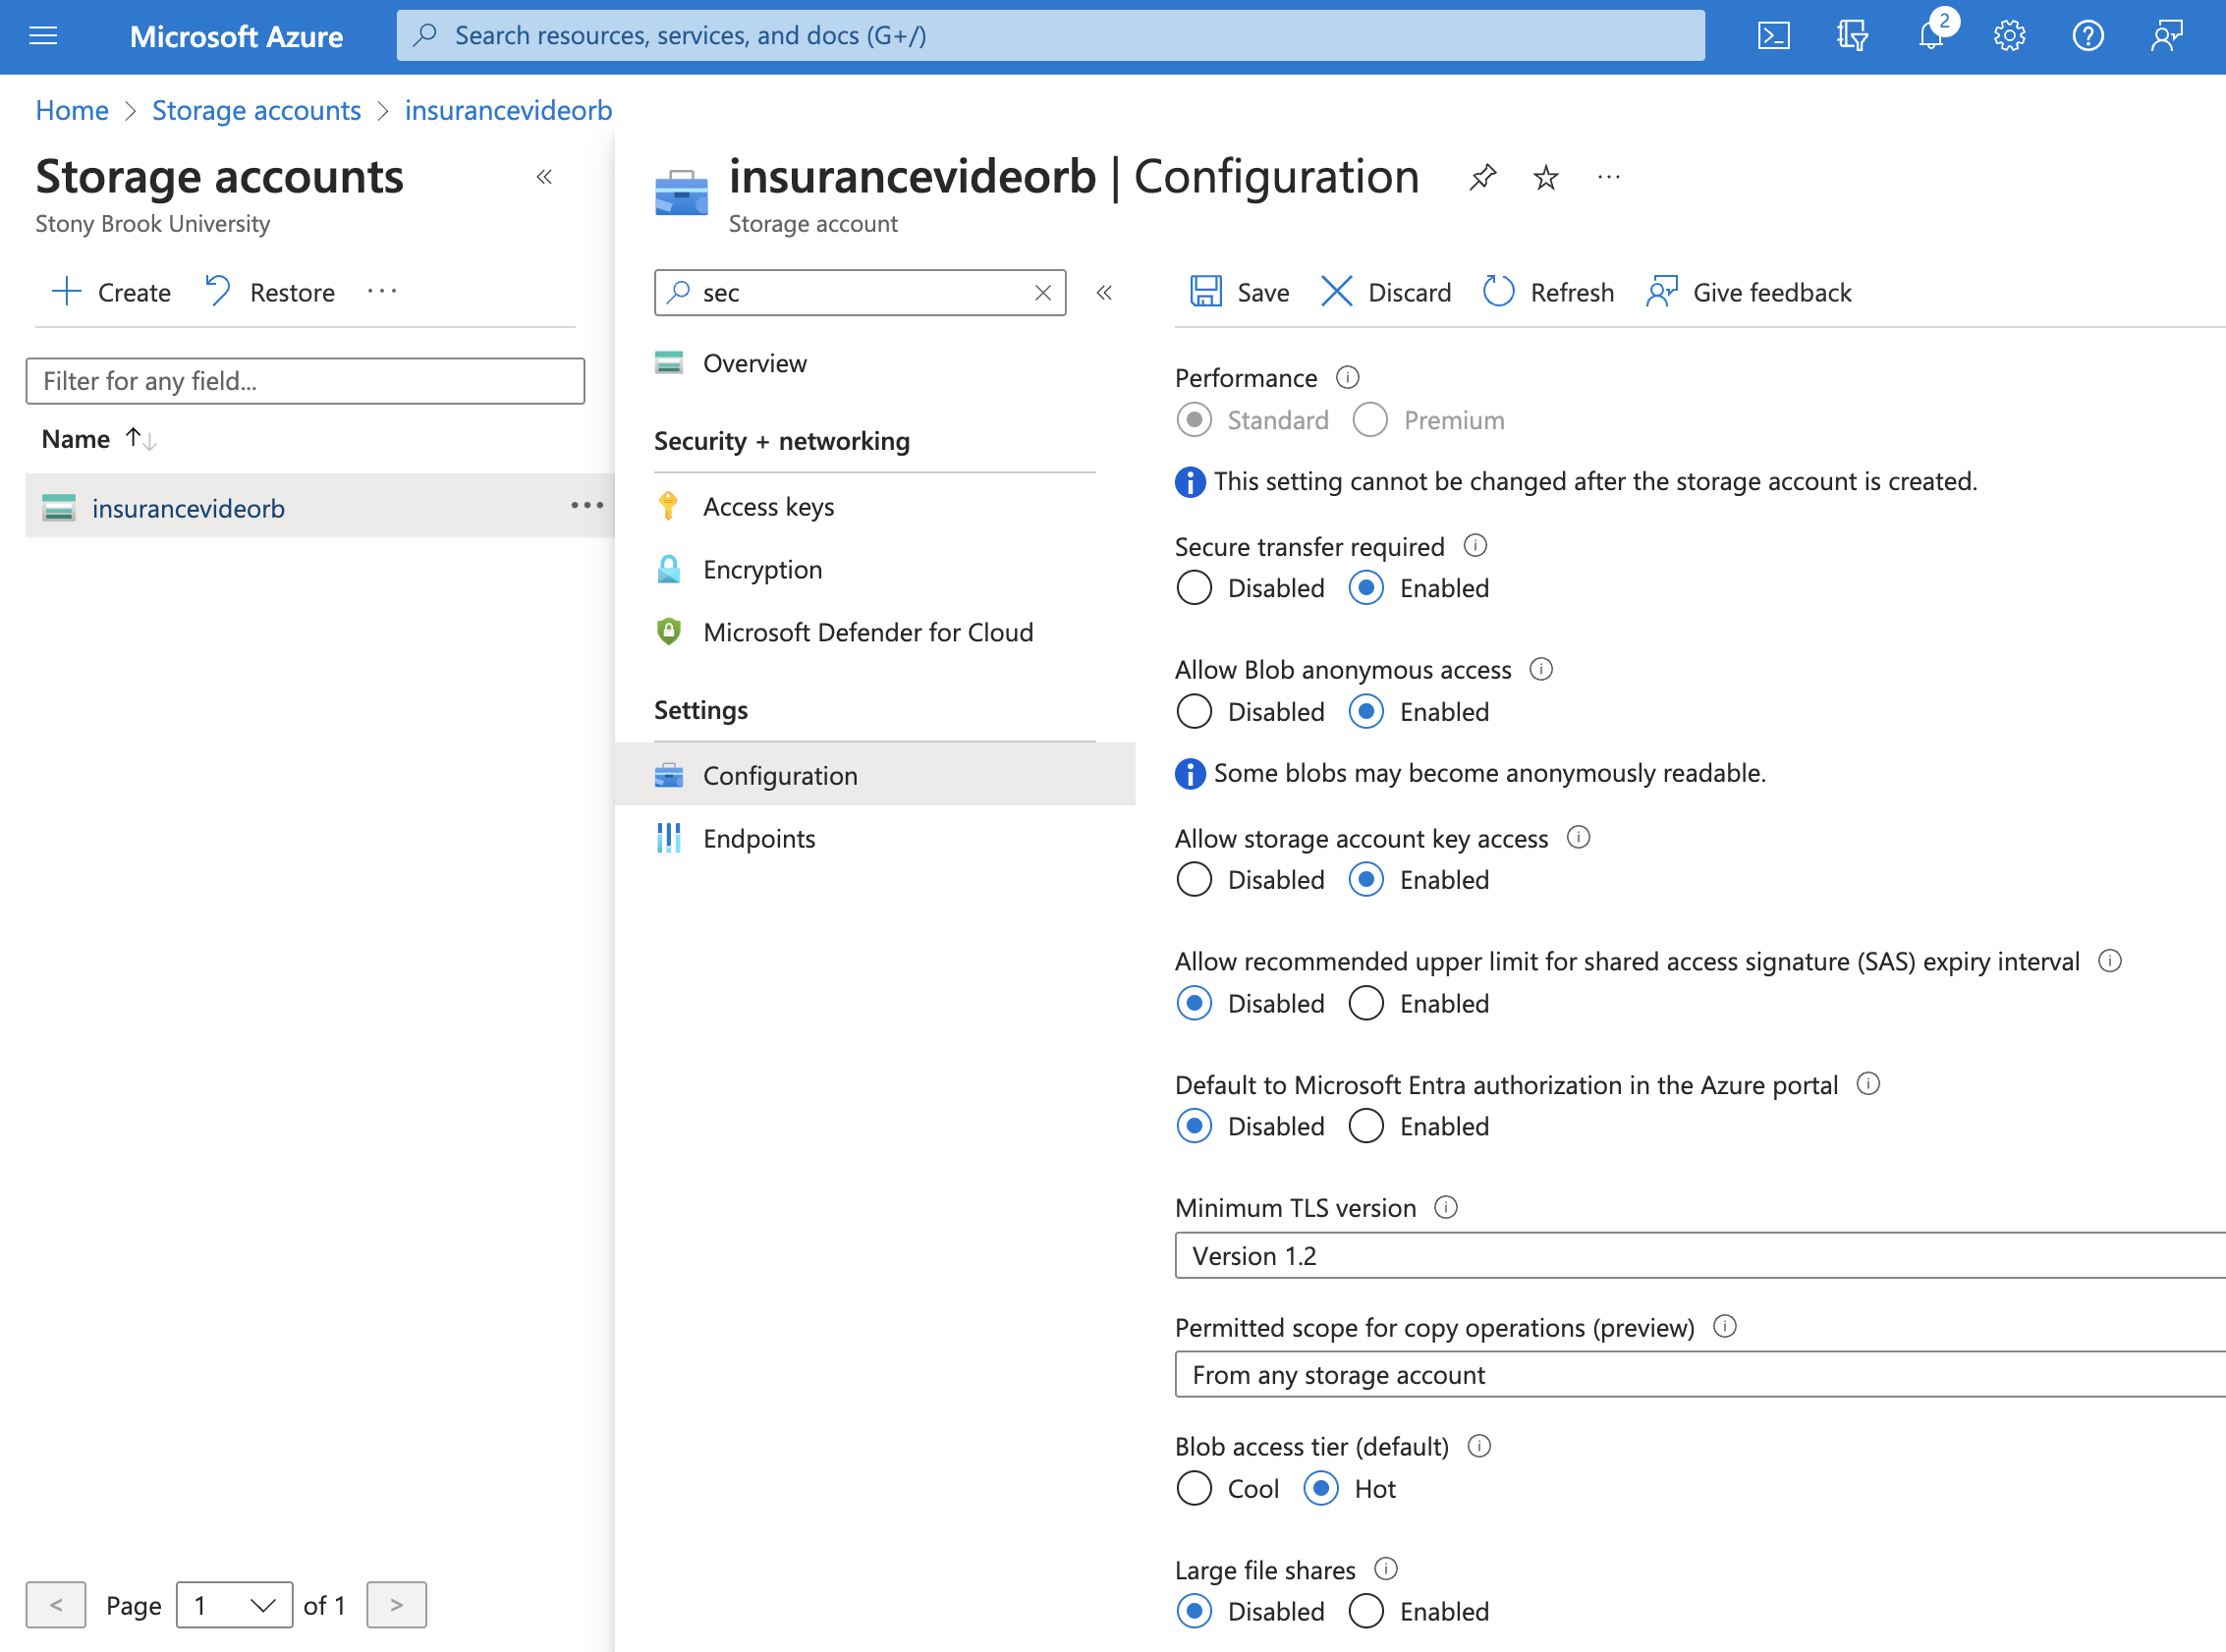 Microsoft Azure
Search resources, services, and docs (G+/)
2
Home > Storage accounts > insurancevideorb
Storage accounts
Stony Brook University
Create Restore ...
Filter for any field...
Name
insurancevideorb
< Page 1 of 1 >
insurancevideorb | Configuration
Storage account
sec
Overview
Security + networking
Access keys
Encryption
Microsoft Defender for Cloud
Settings
Configuration
Endpoints
Save Discard Refresh Give feedback
Performance
Standard Premium
This setting cannot be changed after the storage account is created.
Secure transfer required
Disabled Enabled
Allow Blob anonymous access
Disabled Enabled
Some blobs may become anonymously readable.
Allow storage account key access
Disabled Enabled
Allow recommended upper limit for shared access signature (SAS) expiry interval
Disabled Enabled
Default to Microsoft Entra authorization in the Azure portal
Disabled Enabled
Minimum TLS version
Version 1.2
Permitted scope for copy operations (preview)
From any storage account
Blob access tier (default)
Cool Hot
Large file shares
Disabled Enabled